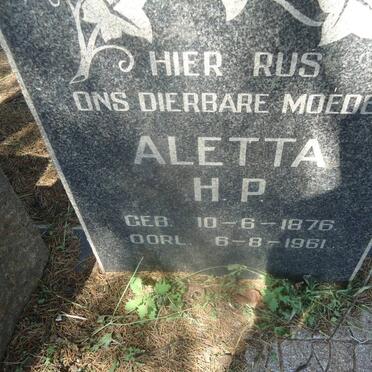 HIER RUS
ONS DIERBARE MOEDE
ALETTA
H.P.
GEB. 10-6-1876.
OORL. 6-8-1961.